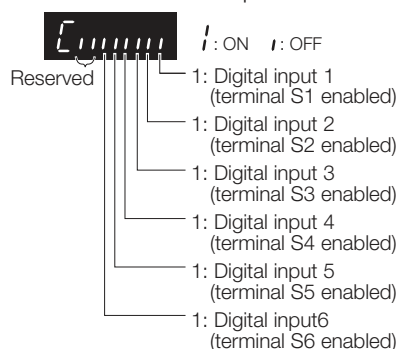 : ON : OFF
Reserved
1: Digital input 1
(terminal S1 enabled)
1: Digital input 2
(terminal S2 enabled)
1: Digital input 3
(terminal S3 enabled)
1: Digital input 4
(terminal S4 enabled)
1: Digital input 5
(terminal S5 enabled)
1: Digital input6
(terminal S6 enabled)